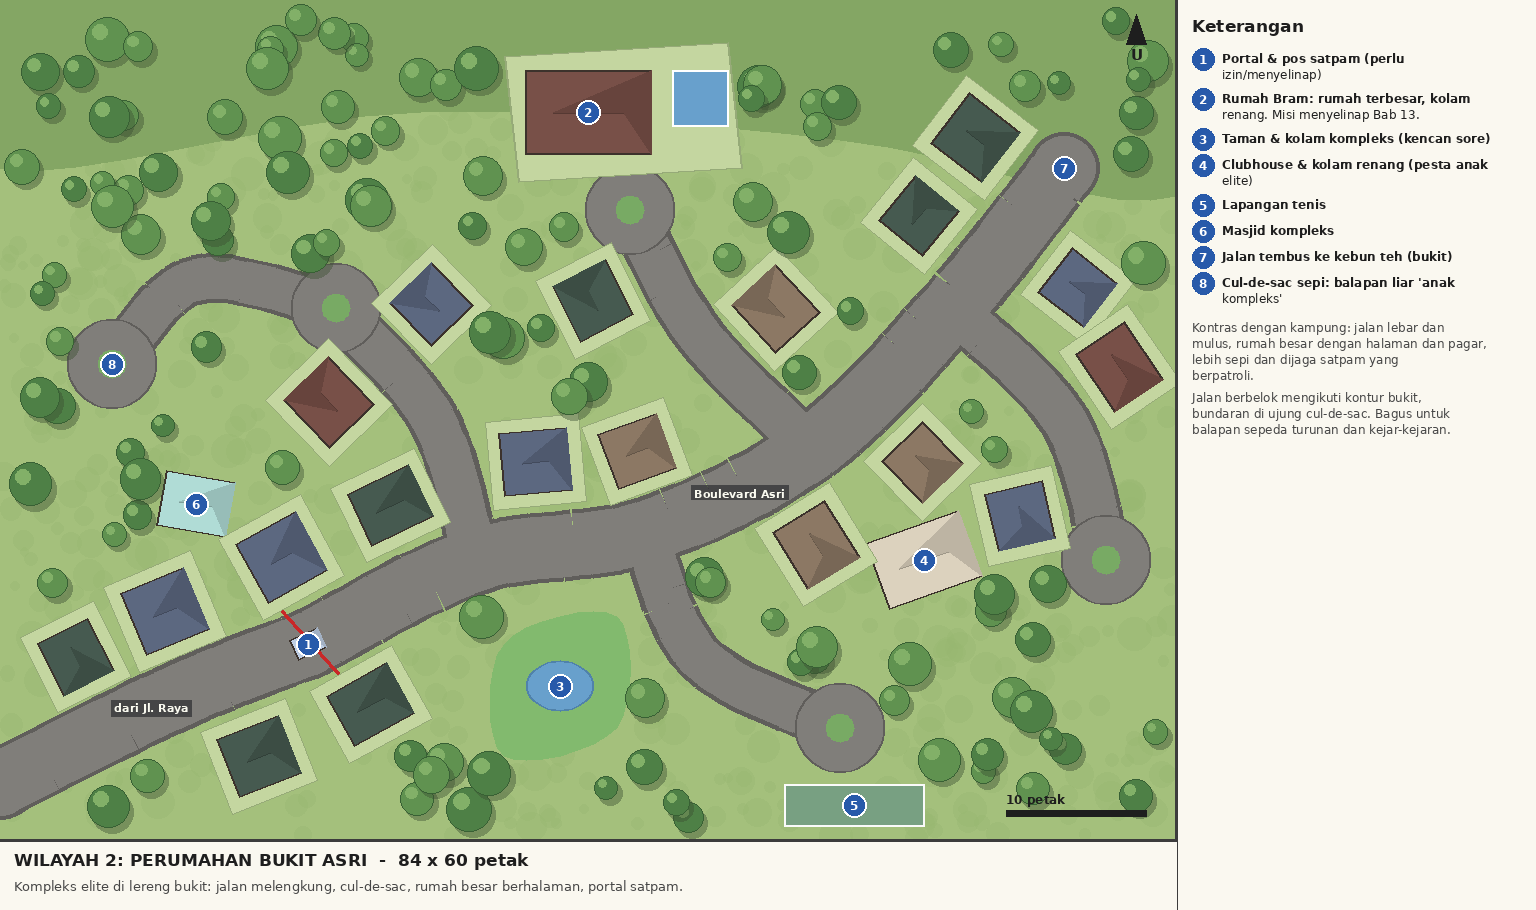 U
2
7
8
6
Boulevard Asri
4
1
3
dari Jl. Raya
5
10 petak
Keterangan
1 Portal & pos satpam (perlu
izin/menyelinap)
2 Rumah Bram: rumah terbesar, kolam
renang. Misi menyelinap Bab 13.
3 Taman & kolam kompleks (kencan sore)
4 Clubhouse & kolam renang (pesta anak
elite)
5 Lapangan tenis
6 Masjid kompleks
7 Jalan tembus ke kebun teh (bukit)
8 Cul-de-sac sepi: balapan liar 'anak
kompleks'
Kontras dengan kampung: jalan lebar dan
mulus, rumah besar dengan halaman dan pagar,
lebih sepi dan dijaga satpam yang
berpatroli.
Jalan berbelok mengikuti kontur bukit,
bundaran di ujung cul-de-sac. Bagus untuk
balapan sepeda turunan dan kejar-kejaran.
WILAYAH 2: PERUMAHAN BUKIT ASRI - 84 x 60 petak
Kompleks elite di lereng bukit: jalan melengkung, cul-de-sac, rumah besar berhalaman, portal satpam.